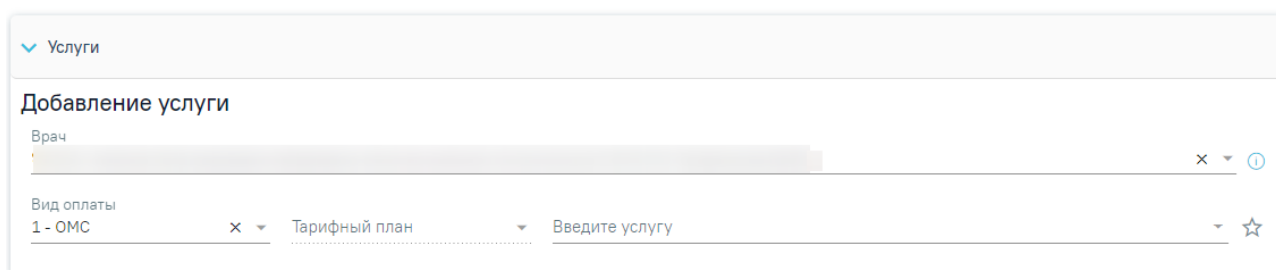 Услуги
Добавление услуги
Врач
Вид оплаты
1 - ОМС
Тарифный план
Введите услугу